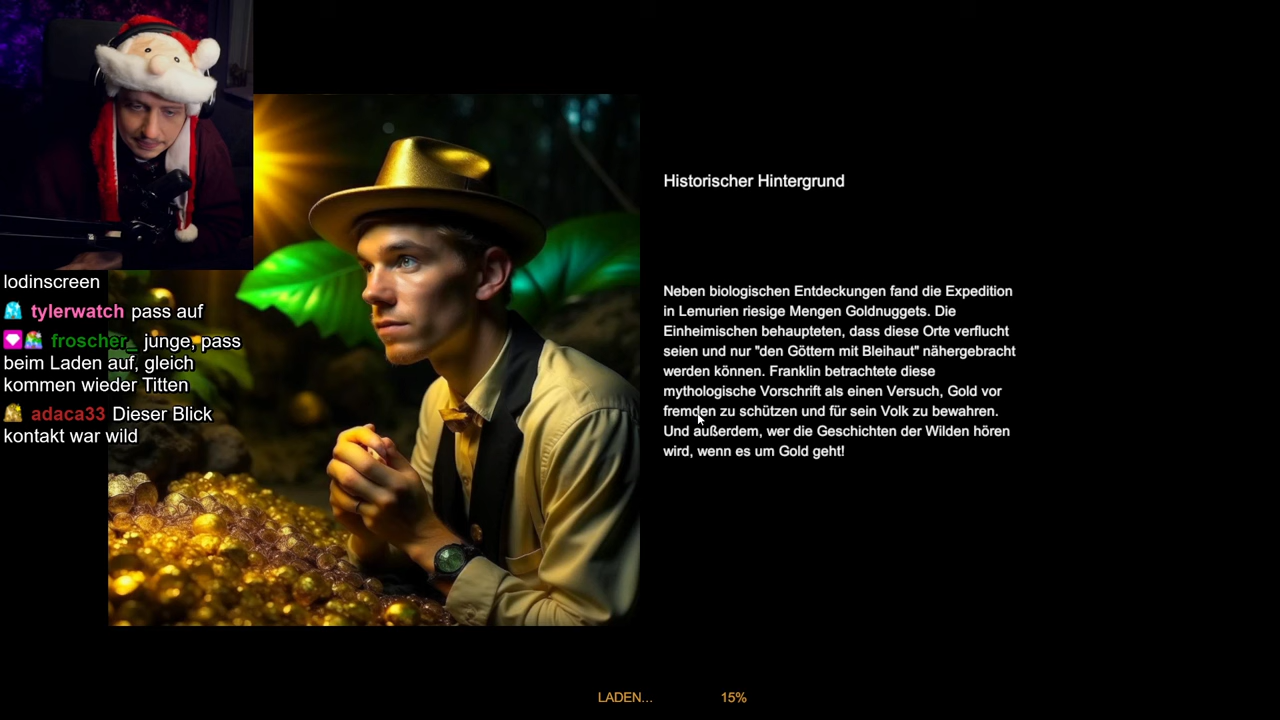 lodinscreen
tylerwatch pass auf
froscher_ junge, pass
beim Laden auf, gleich
kommen wieder Titten
adaca33 Dieser Blick
kontakt war wild
Historischer Hintergrund
Neben biologischen Entdeckungen fand die Expedition
in Lemurien riesige Mengen Goldnuggets. Die
Einheimischen behaupteten, dass diese Orte verflucht
seien und nur "den Göttern mit Bleihaut" nähergebracht
werden können. Franklin betrachtete diese
mythologische Vorschrift als einen Versuch, Gold vor
fremden zu schützen und für sein Volk zu bewahren.
Und außerdem, wer die Geschichten der Wilden hören
wird, wenn es um Gold geht!
LADEN... 15%